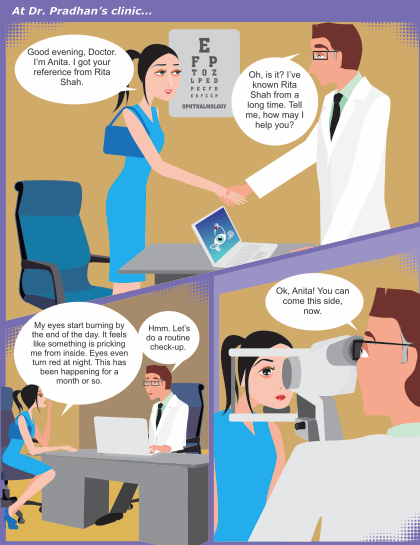 At Dr. Pradhan's clinic...
Good evening, Doctor.
I'm Anita. I got your
reference from Rita
Shah.
E
F P
T O Z
L P E D
P E C F D
E D F C Z P
OPHTHALMOLOGY
Oh, is it? I've
known Rita
Shah from a
long time. Tell
me, how may I
help you?
My eyes start burning by
the end of the day. It feels
like something is pricking
me from inside. Eyes even
turn red at night. This has
been happening for a
month or so.
Hmm. Let's
do a routine
check-up.
Ok, Anita! You can
come this side,
now.